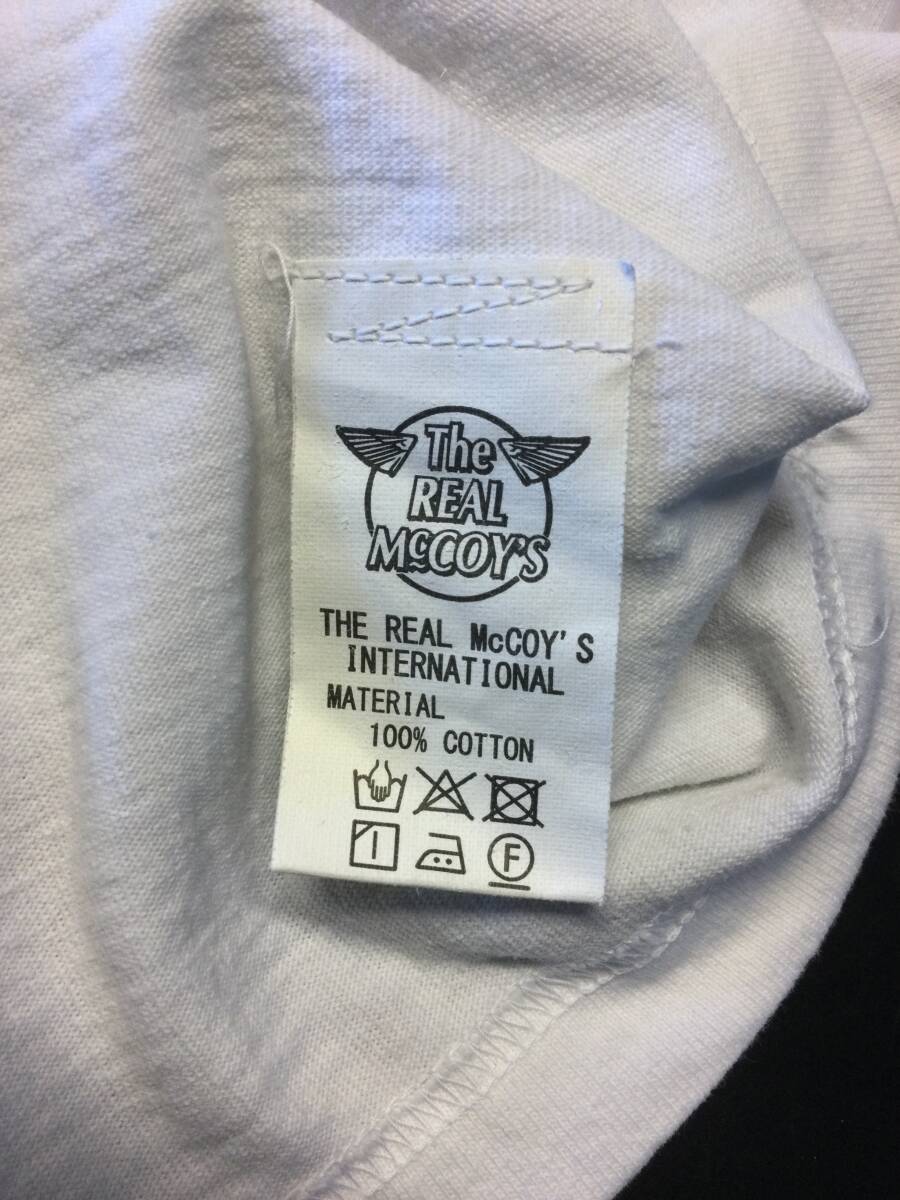 The
REAL
McCOY'S
THE REAL McCOY'S
INTERNATIONAL
MATERIAL
100% COTTON
F